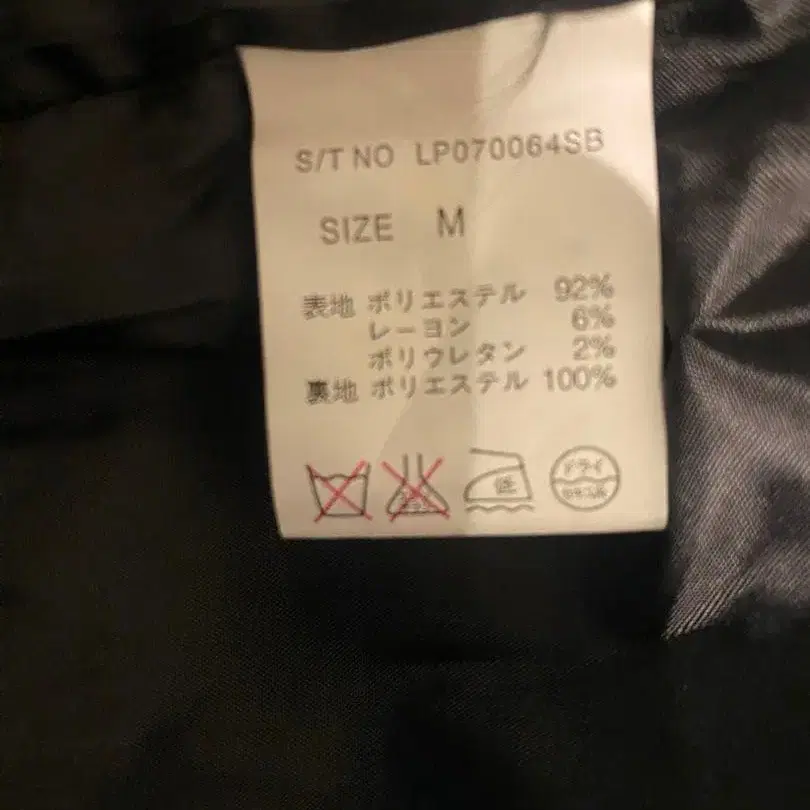 S/T NO LP070064SB
SIZE M
表地 ポリエステル 92%
レーヨン 6%
ポリウレタン 2%
裏地 ポリエステル 100%
低 ドライ